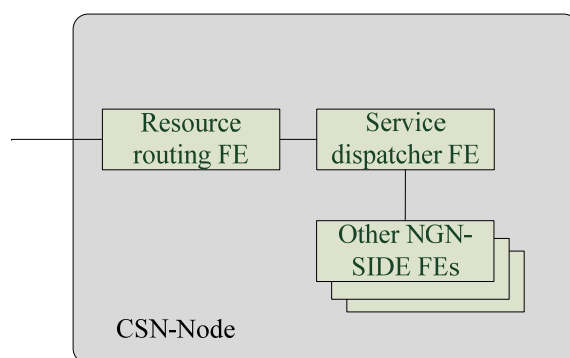 Resource
routing FE
Service
dispatcher FE
Other NGN-
SIDE FEs
CSN-Node